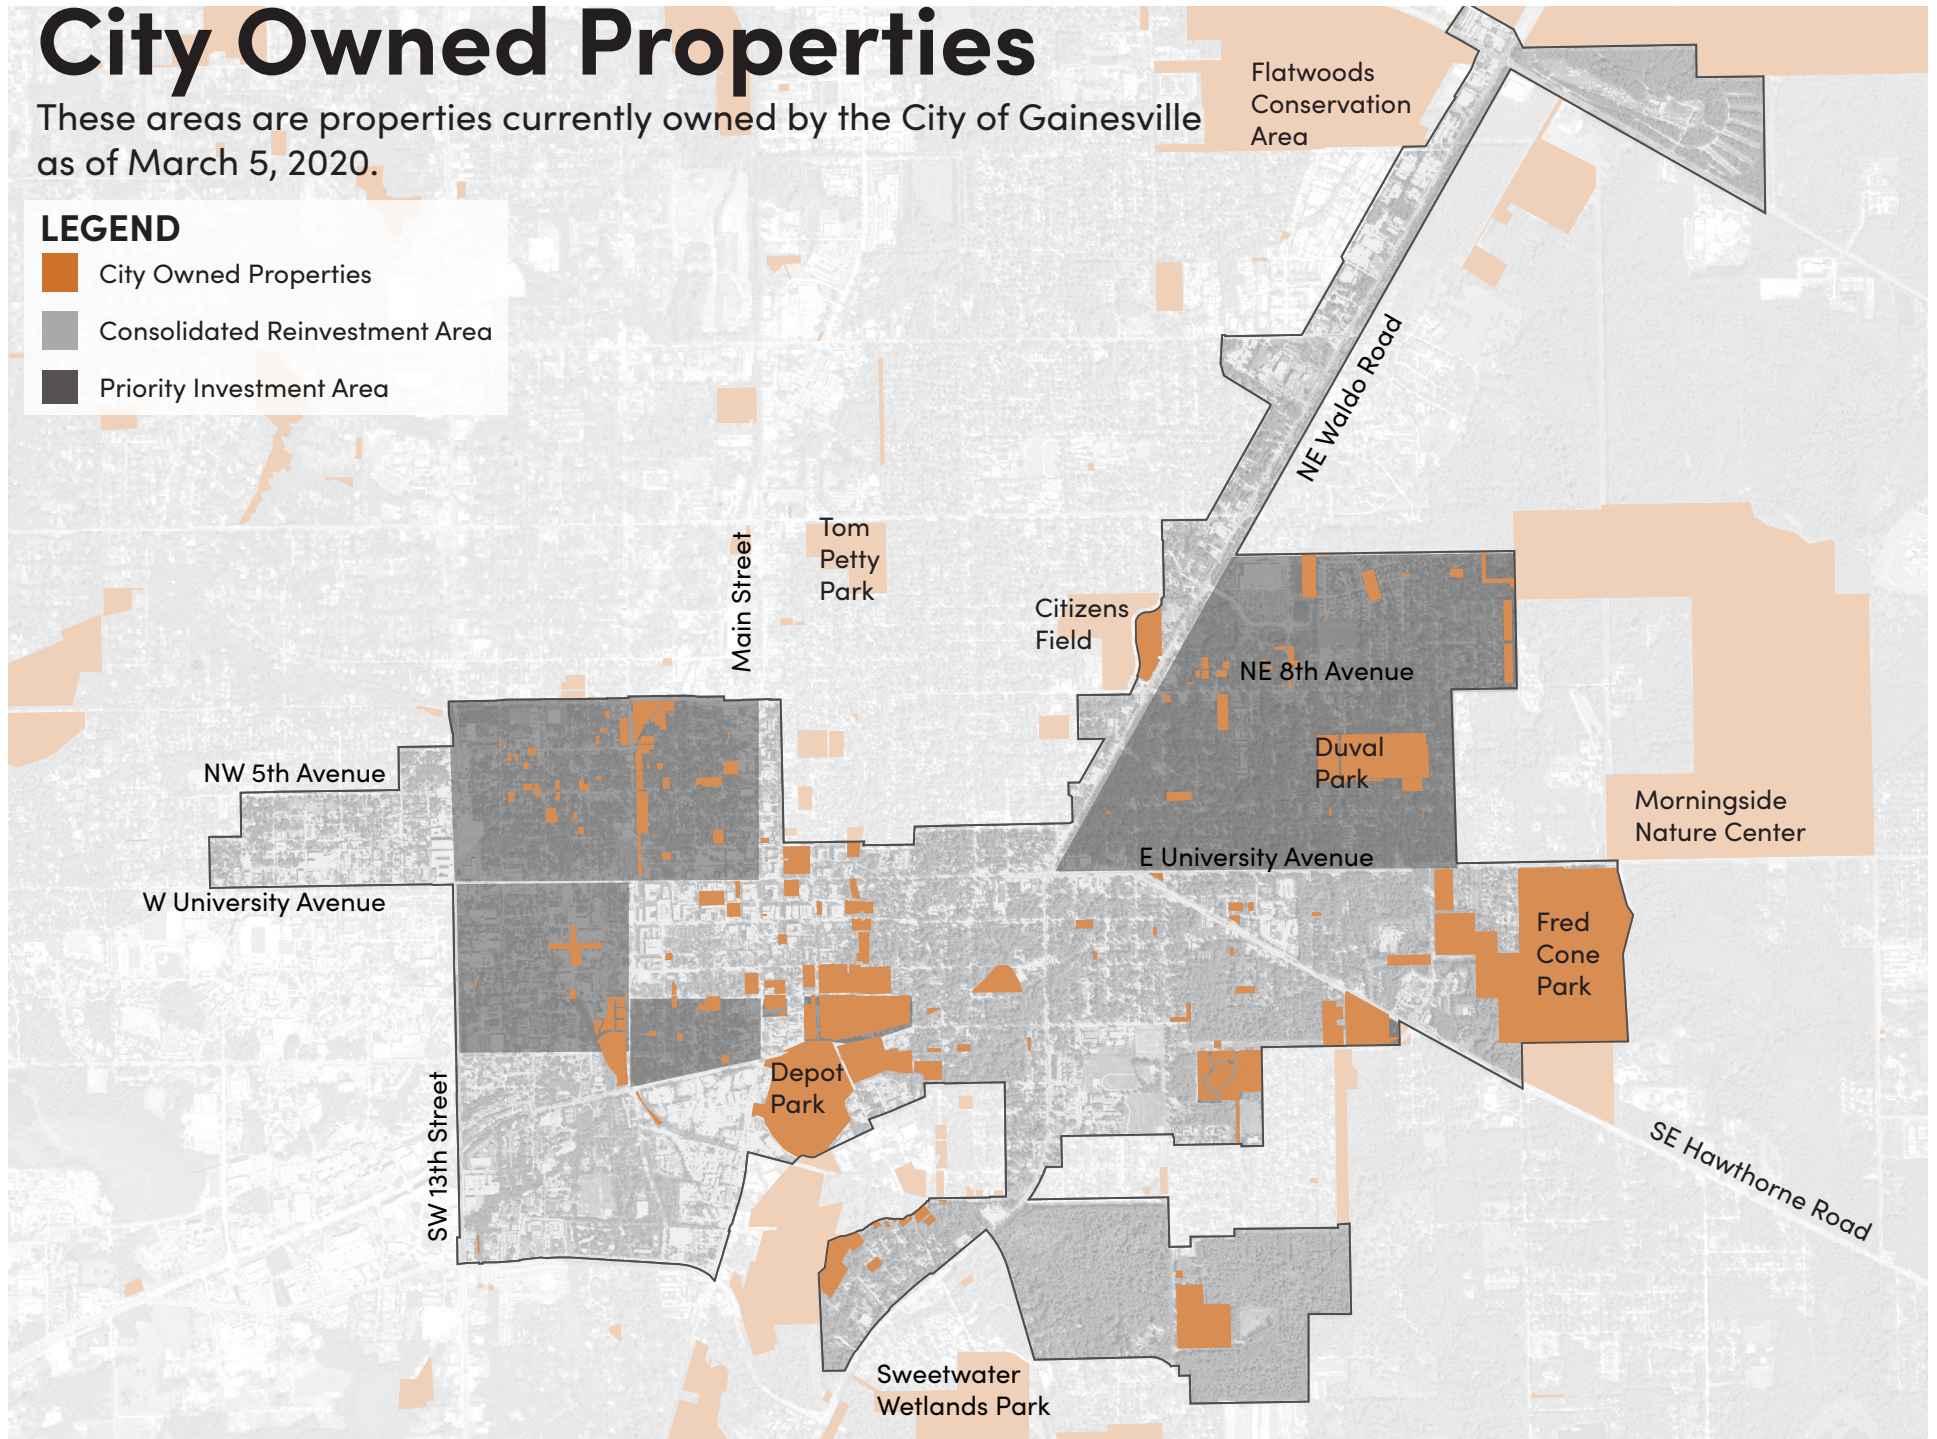 City Owned Properties
These areas are properties currently owned by the City of Gainesville
as of March 5, 2020.
LEGEND
City Owned Properties
Consolidated Reinvestment Area
Priority Investment Area
Flatwoods
Conservation
Area
NE Waldo Road
Tom
Petty
Park
Main Street
Citizens
Field
NE 8th Avenue
Duval
Park
NW 5th Avenue
Morningside
Nature Center
E University Avenue
W University Avenue
Fred
Cone
Park
Depot
Park
SW 13th Street
SE Hawthorne Road
Sweetwater
Wetlands Park